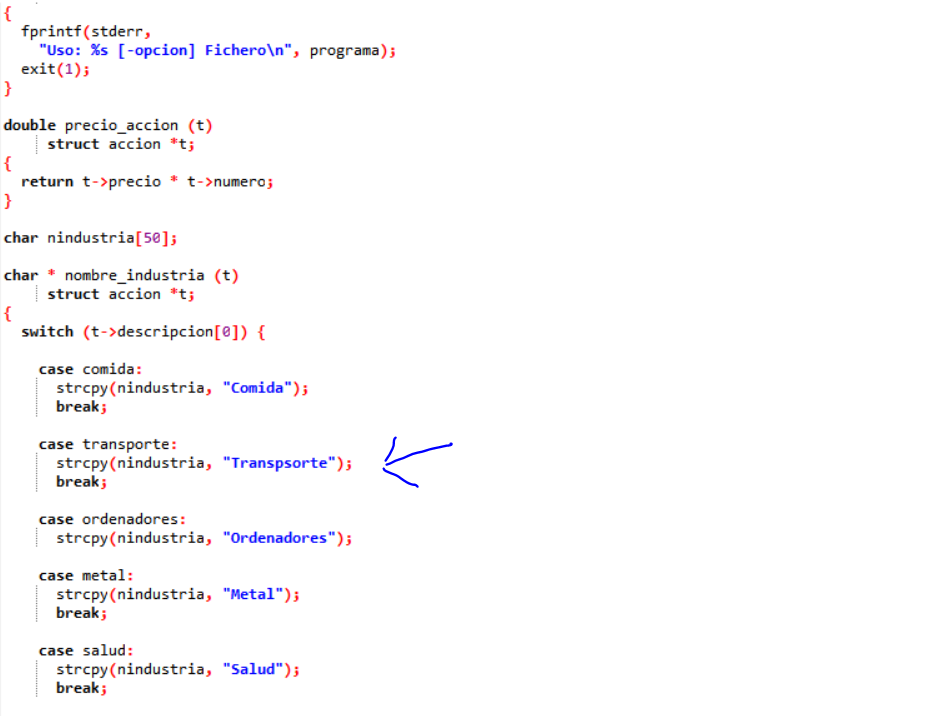 {
fprintf(stderr,
"Uso: %s [-opcion] Fichero\n", programa);
exit(1);
}
double precio_accion (t)
struct accion *t;
{
return t->precio * t->numero;
}
char nindustria[50];
char * nombre_industria (t)
struct accion *t;
{
switch (t->descripcion[0]) {
case comida:
strcpy(nindustria, "Comida");
break;
case transporte:
strcpy(nindustria, "Transpsorte");
break;
case ordenadores:
strcpy(nindustria, "Ordenadores");
case metal:
strcpy(nindustria, "Metal");
break;
case salud:
strcpy(nindustria, "Salud");
break;